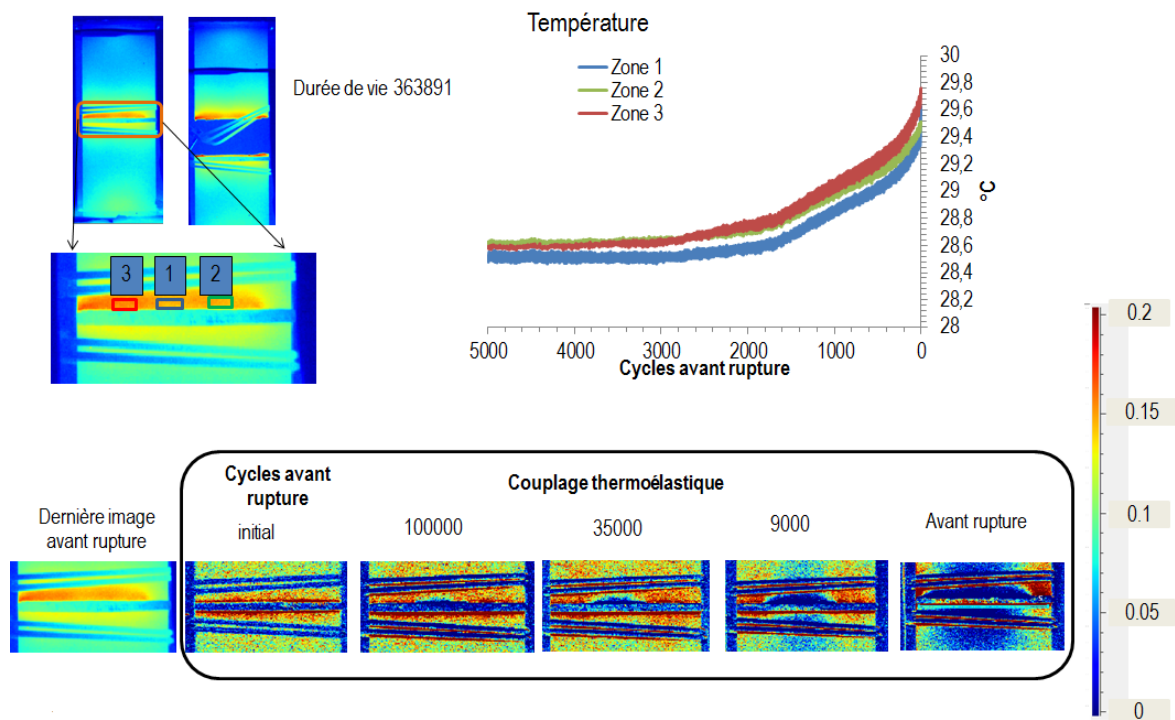 Durée de vie 363891
3
1
2
Température
Zone 1
Zone 2
Zone 3
30
29,8
29,6
29,4
29,2
29
28,8
28,6
28,4
28,2
28
°C
5000 4000 3000 2000 1000 0
Cycles avant rupture
0.2
0.15
0.1
0.05
0
Dernière image
avant rupture
Cycles avant
rupture
initial
Couplage thermoélastique
100000
35000
9000
Avant rupture